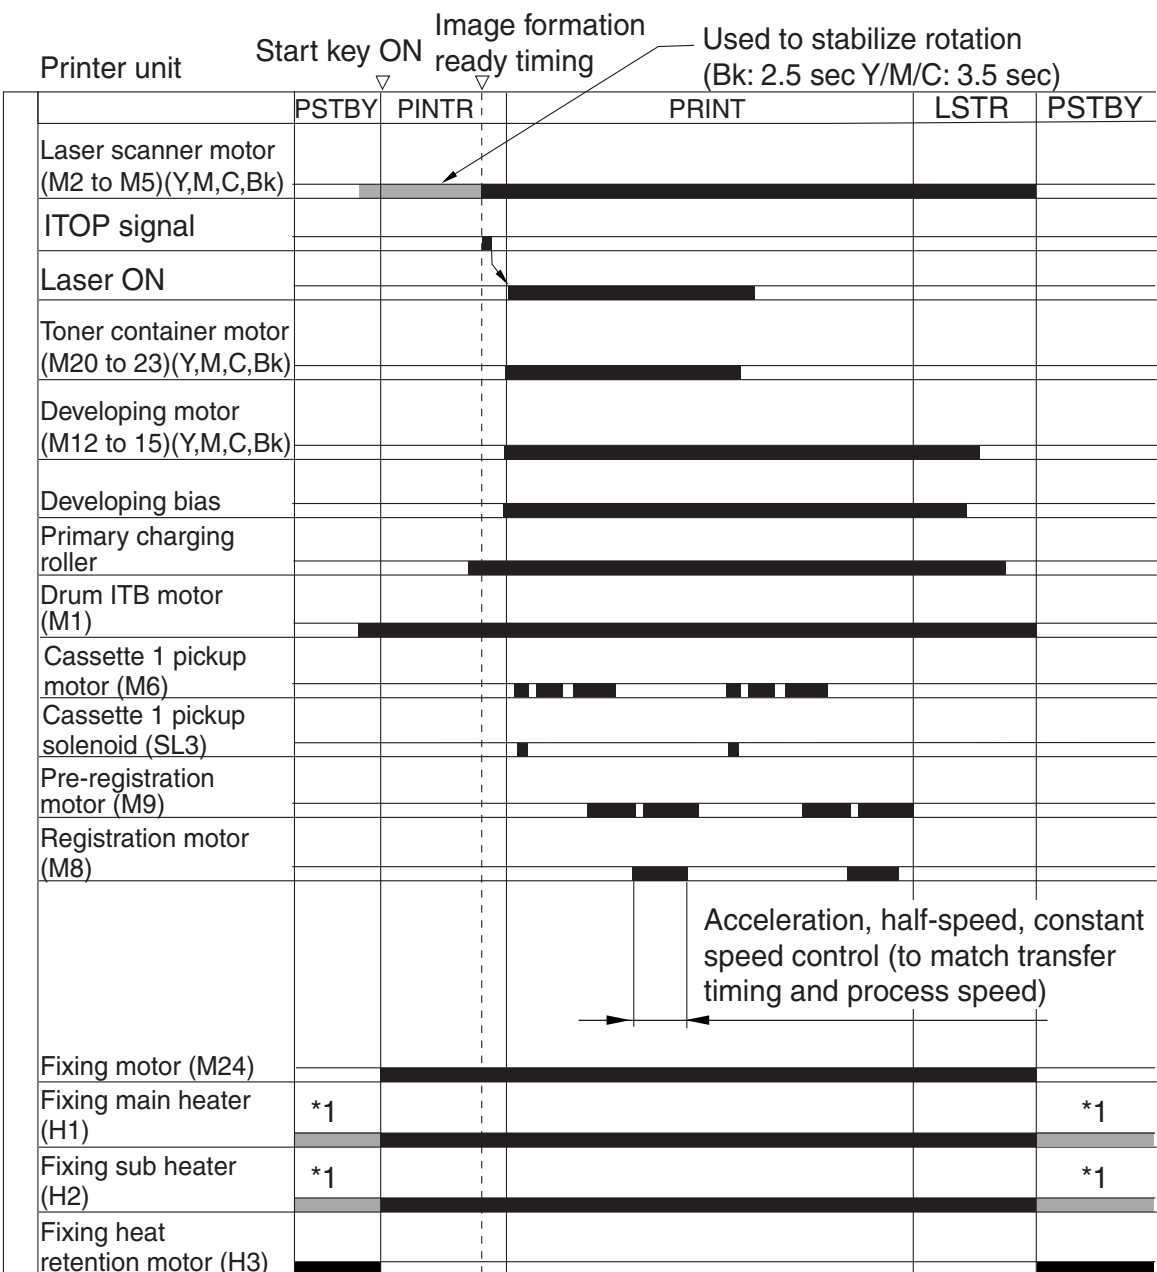 Printer unit
Start key ON
Image formation
ready timing
Used to stabilize rotation
(Bk: 2.5 sec Y/M/C: 3.5 sec)
PSTBY PINTR PRINT LSTR PSTBY
Laser scanner motor
(M2 to M5)(Y,M,C,Bk)
ITOP signal
Laser ON
Toner container motor
(M20 to 23)(Y,M,C,Bk)
Developing motor
(M12 to 15)(Y,M,C,Bk)
Developing bias
Primary charging
roller
Drum ITB motor
(M1)
Cassette 1 pickup
motor (M6)
Cassette 1 pickup
solenoid (SL3)
Pre-registration
motor (M9)
Registration motor
(M8)
Acceleration, half-speed, constant
speed control (to match transfer
timing and process speed)
Fixing motor (M24)
Fixing main heater
(H1)
*1 *1
Fixing sub heater
(H2)
*1 *1
Fixing heat
retention motor (H3)